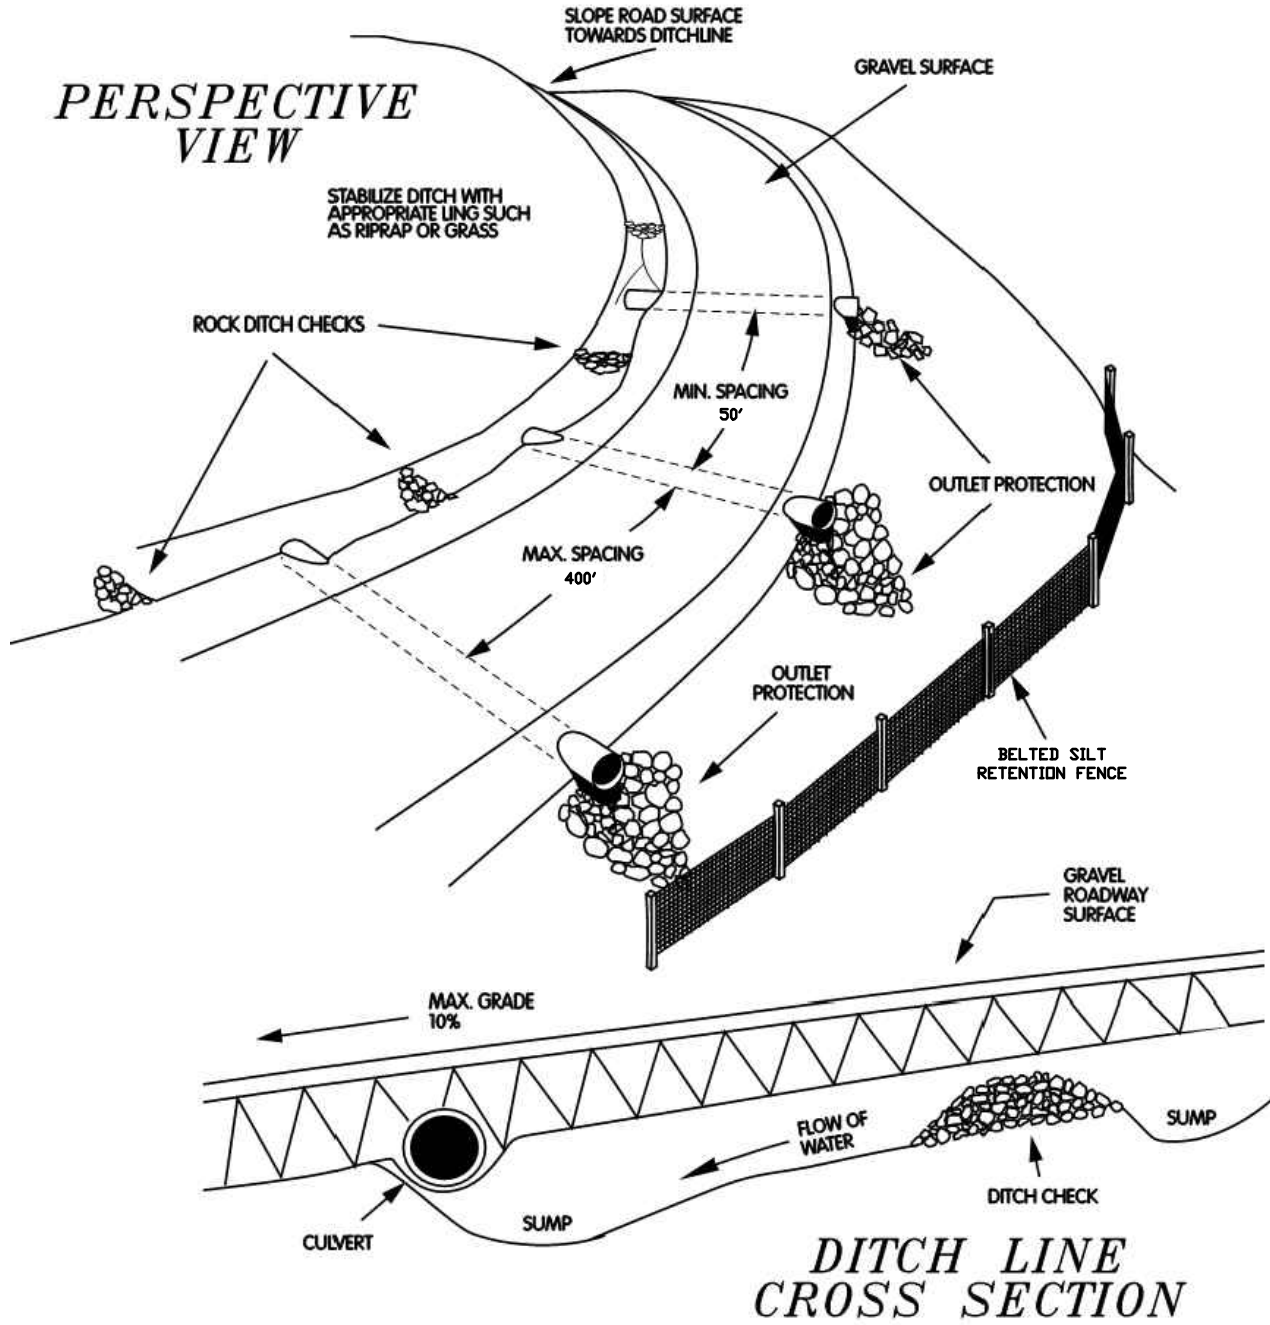 SLOPE ROAD SURFACE
TOWARDS DITCHLINE
GRAVEL SURFACE
PERSPECTIVE
VIEW
STABILIZE DITCH WITH
APPROPRIATE LING SUCH
AS RIPRAP OR GRASS
ROCK DITCH CHECKS
MIN. SPACING
50'
OUTLET PROTECTION
MAX. SPACING
400'
OUTLET
PROTECTION
BELTED SILT
RETENTION FENCE
GRAVEL
ROADWAY
SURFACE
MAX. GRADE
10%
FLOW OF
WATER
SUMP
DITCH CHECK
SUMP
CULVERT
DITCH LINE
CROSS SECTION